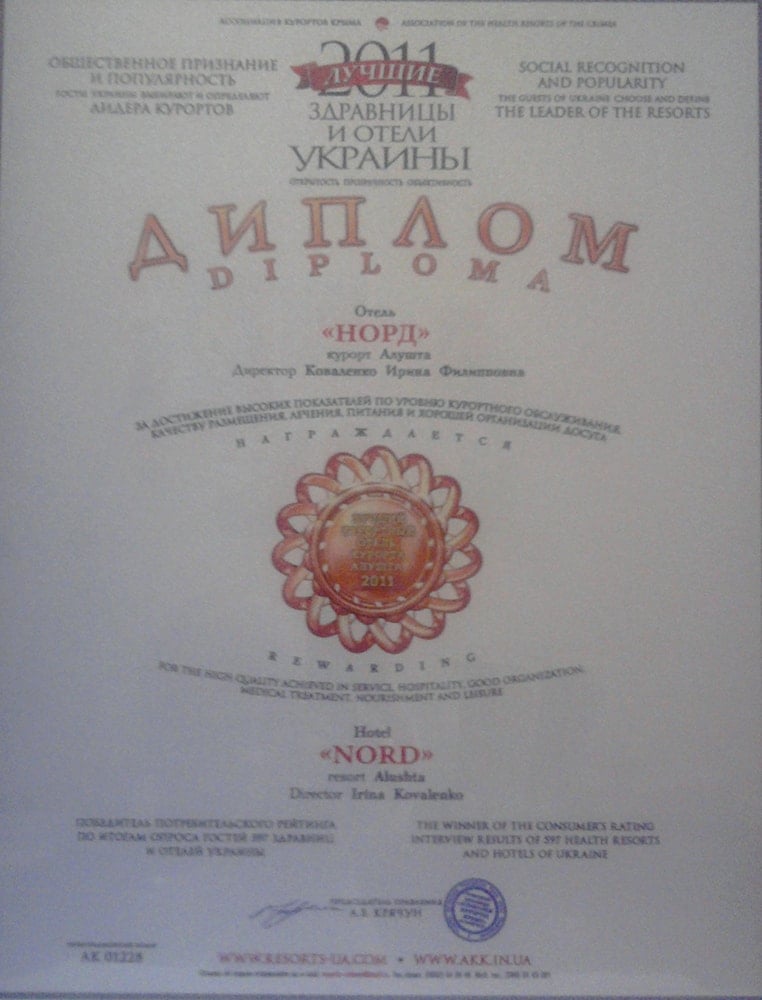 АССОЦИАЦИЯ КУРОРТОВ КРЫМА
ASSOCIATION OF THE HEALTH RESORTS OF THE CRIMEA
ОБЩЕСТВЕННОЕ ПРИЗНАНИЕ
И ПОПУЛЯРНОСТЬ
ГОСТИ УКРАИНЫ ВЫБИРАЮТ И ОПРЕДЕЛЯЮТ
ЛИДЕРА КУРОРТОВ
2011
ЛУЧШИЕ
ЗДРАВНИЦЫ
И ОТЕЛИ
УКРАИНЫ
ОТКРЫТОСТЬ ПРОЗРАЧНОСТЬ ОБЪЕКТИВНОСТЬ
SOCIAL RECOGNITION
AND POPULARITY
THE GUESTS OF UKRAINE CHOOSE AND DEFINE
THE LEADER OF THE RESORTS
ДИПЛОМ
DIPLOMA
Отель
«НОРД»
курорт Алушта
Директор Коваленко Ирина Филипповна
ЗА ДОСТИЖЕНИЕ ВЫСОКИХ ПОКАЗАТЕЛЕЙ ПО УРОВНЮ КУРОРТНОГО ОБСЛУЖИВАНИЯ,
КАЧЕСТВУ РАЗМЕЩЕНИЯ, ЛЕЧЕНИЯ, ПИТАНИЯ И ХОРОШЕЙ ОРГАНИЗАЦИИ ДОСУГА
НАГРАЖДАЕТСЯ
ОТЕЛЬ
КУРОРТА
АЛУШТА
2011
REWARDING
FOR THE HIGH QUALITY ACHIEVED IN SERVICE, HOSPITALITY, GOOD ORGANIZATION,
MEDICAL TREATMENT, NOURISHMENT AND LEISURE
Hotel
«NORD»
resort Alushta
Director Irina Kovalenko
ПОБЕДИТЕЛЬ ПОТРЕБИТЕЛЬСКОГО РЕЙТИНГА
ПО ИТОГАМ ОПРОСА ГОСТЕЙ 597 ЗДРАВНИЦ
И ОТЕЛЕЙ УКРАИНЫ
THE WINNER OF THE CONSUMER'S RATING
INTERVIEW RESULTS OF 597 HEALTH RESORTS
AND HOTELS OF UKRAINE
ПРЕДСЕДАТЕЛЬ ПРАВЛЕНИЯ
А.В. КРЯЧУН
РЕГИСТРАЦИОННЫЙ НОМЕР
АК 01228
WWW.RESORTS-UA.COM • WWW.AKK.IN.UA